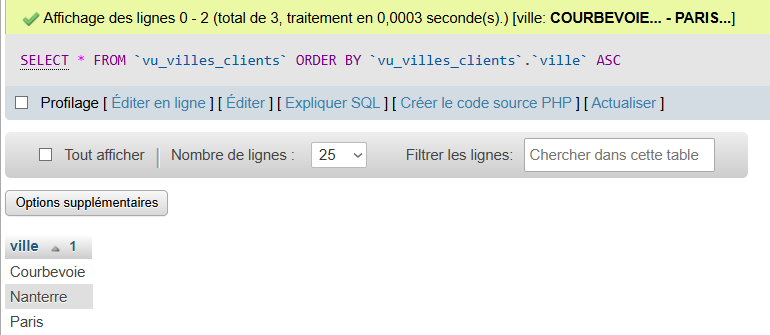 Affichage des lignes 0 - 2 (total de 3, traitement en 0,0003 seconde(s).) [ville: COURBEVOIE... - PARIS...]
SELECT * FROM `vu_villes_clients` ORDER BY `vu_villes_clients`.`ville` ASC
Profilage [ Éditer en ligne ] [ Éditer ] [ Expliquer SQL ] [ Créer le code source PHP ] [ Actualiser ]
Tout afficher | Nombre de lignes : 25 Filtrer les lignes: Chercher dans cette table
Options supplémentaires
ville 1
Courbevoie
Nanterre
Paris